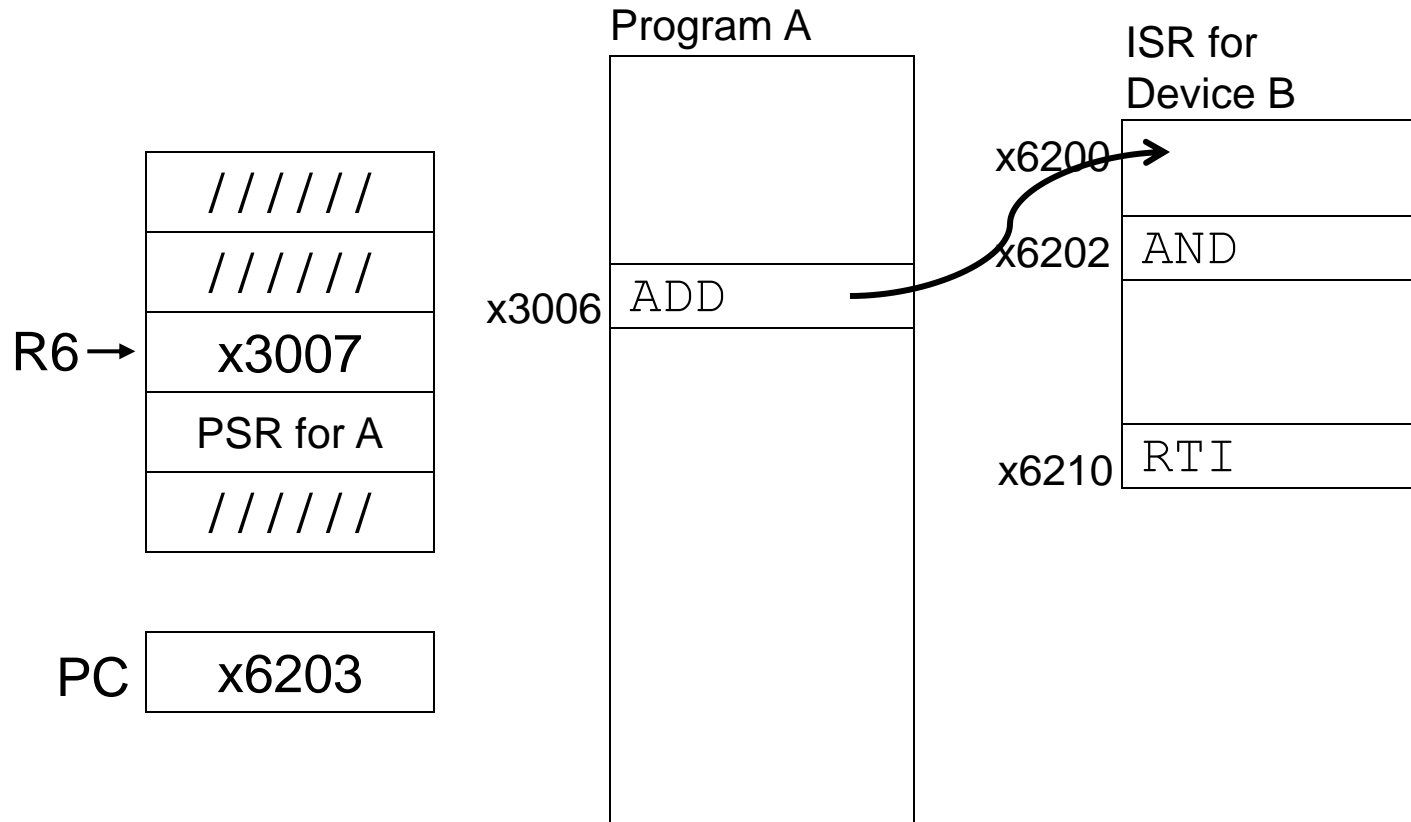 Program A
ISR for
Device B
//////
//////
R6
x3007
PSR for A
//////
PC
x6203
x3006
ADD
x6200
x6202
AND
x6210
RTI